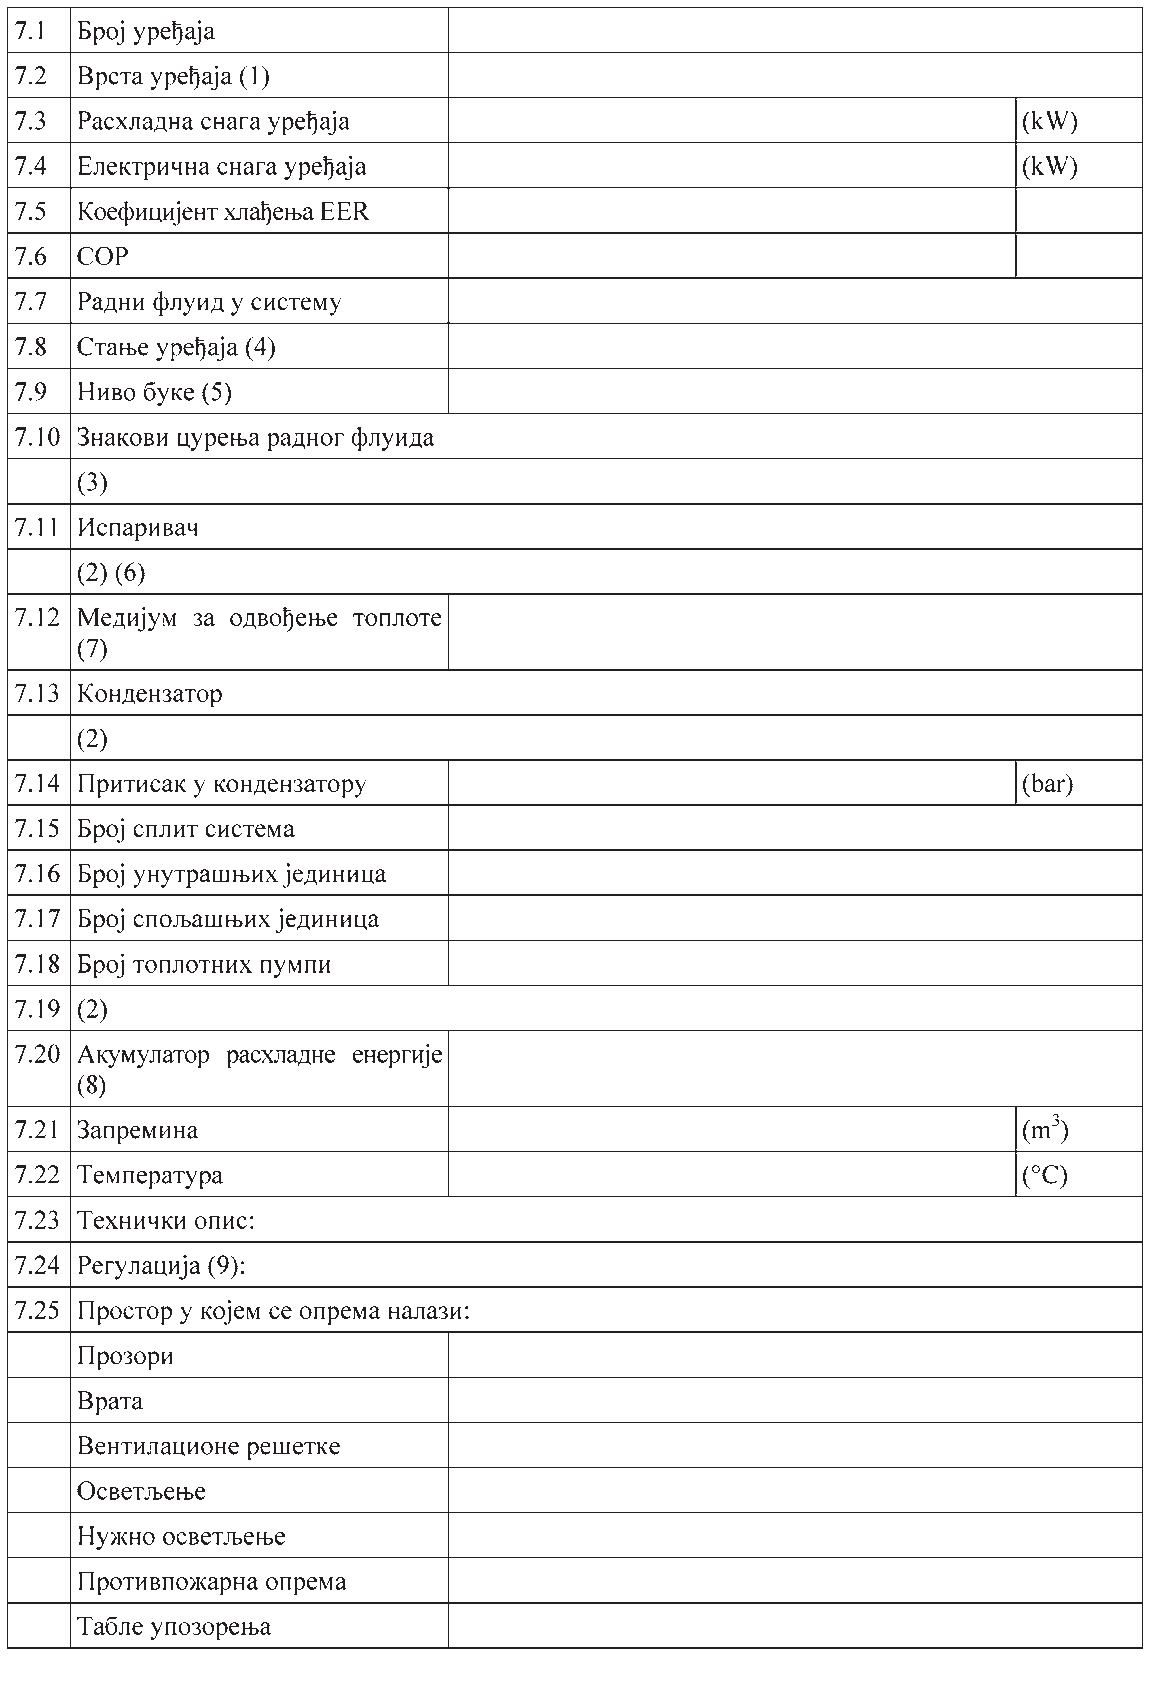 7.1 Број уређаја
7.2 Врста уређаја (1)
7.3 Расхладна снага уређаја (kW)
7.4 Електрична снага уређаја (kW)
7.5 Коефицијент хлађења EER
7.6 COP
7.7 Радни флуид у систему
7.8 Стање уређаја (4)
7.9 Ниво буке (5)
7.10 Знакови цурења радног флуида
(3)
7.11 Испаривач
(2) (6)
7.12 Медијум за одвођење топлоте
(7)
7.13 Кондензатор
(2)
7.14 Притисак у кондензатору (bar)
7.15 Број сплит система
7.16 Број унутрашњих јединица
7.17 Број спољашњих јединица
7.18 Број топлотних пумпи
7.19 (2)
7.20 Акумулатор расхладне енергије
(8)
7.21 Запремина (m³)
7.22 Температура (°C)
7.23 Технички опис:
7.24 Регулација (9):
7.25 Простор у којем се опрема налази:
Прозори
Врата
Вентилационе решетке
Осветљење
Нужно осветљење
Противпожарна опрема
Табле упозорења